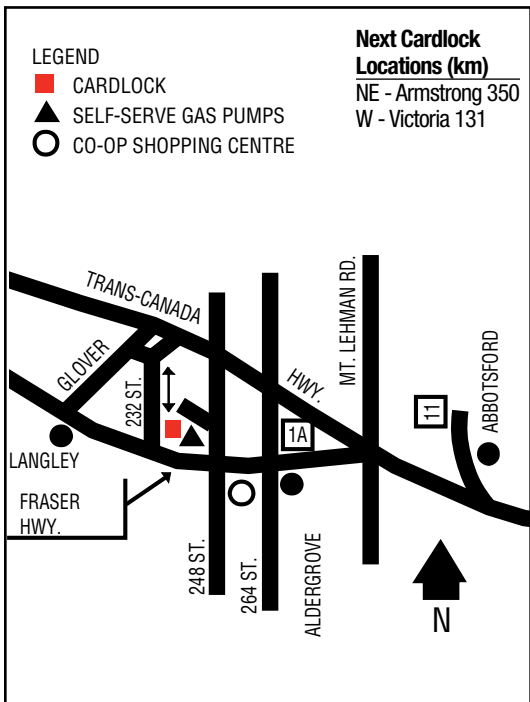 LEGEND
CARDLOCK
SELF-SERVE GAS PUMPS
CO-OP SHOPPING CENTRE
Next Cardlock
Locations (km)
NE - Armstrong 350
W - Victoria 131
TRANS-CANADA
HWY.
GLOVER
232 ST.
MT. LEHMAN RD.
1A
11
ABBOTSFORD
LANGLEY
FRASER
HWY.
248 ST.
264 ST.
ALDERGROVE
N